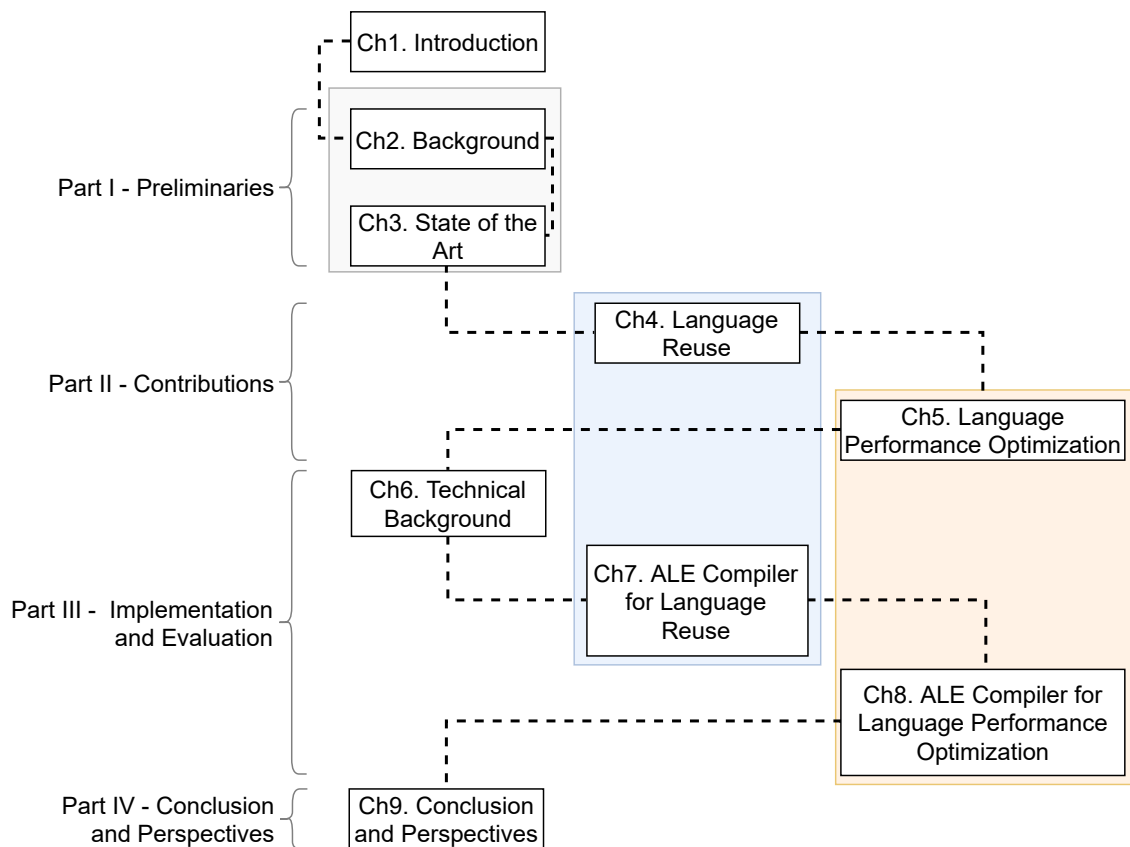 Ch1. Introduction
Part I - Preliminaries
Ch2. Background
Ch3. State of the
Art
Part II - Contributions
Ch4. Language
Reuse
Ch5. Language
Performance Optimization
Part III -  Implementation
and Evaluation
Ch6. Technical
Background
Ch7. ALE Compiler
for Language
Reuse
Ch8. ALE Compiler for
Language Performance
Optimization
Part IV - Conclusion
and Perspectives
Ch9. Conclusion
and Perspectives